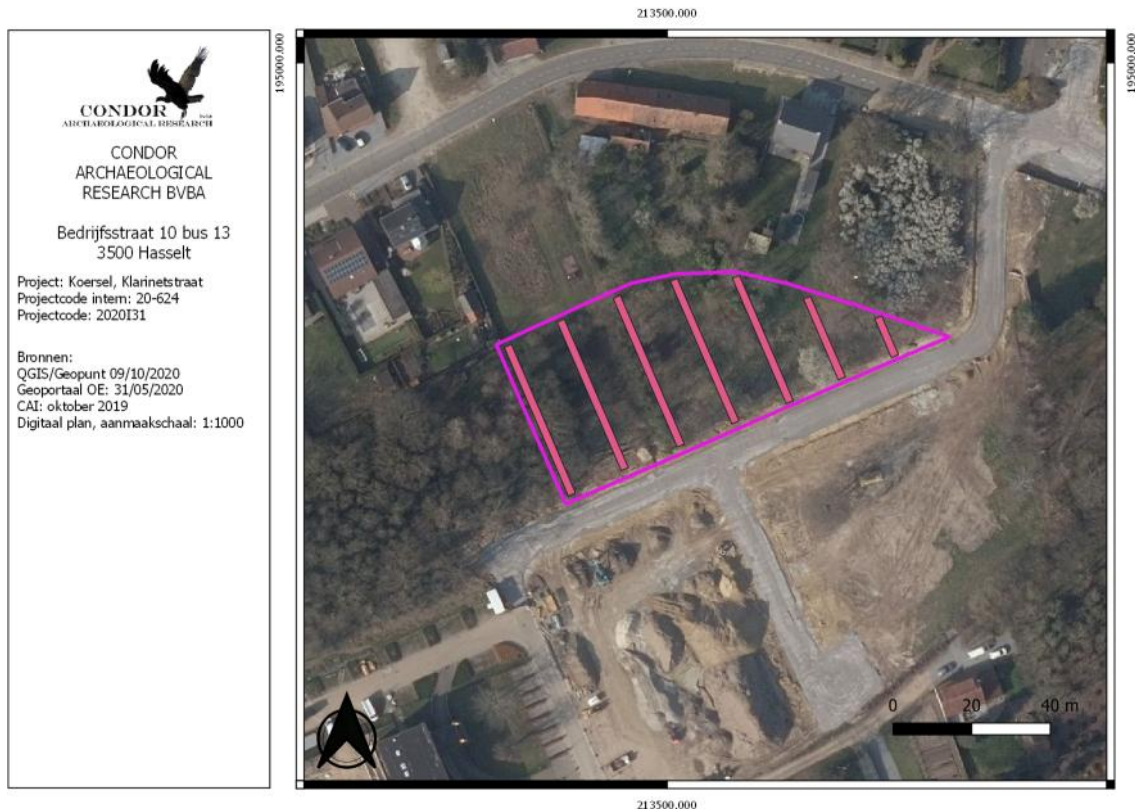 213500.000
195000.000
195000.000
CONDOR
ARCHAEOLOGICAL RESEARCH
CONDOR
ARCHAEOLOGICAL
RESEARCH BVBA
Bedrijfsstraat 10 bus 13
3500 Hasselt
Project: Koersel, Klarinetstraat
Projectcode intern: 20-624
Projectcode: 2020I31
Bronnen:
QGIS/Geopunt 09/10/2020
Geoportaal OE: 31/05/2020
CAI: oktober 2019
Digitaal plan, aanmaakschaal: 1:1000
0 20 40 m
213500.000